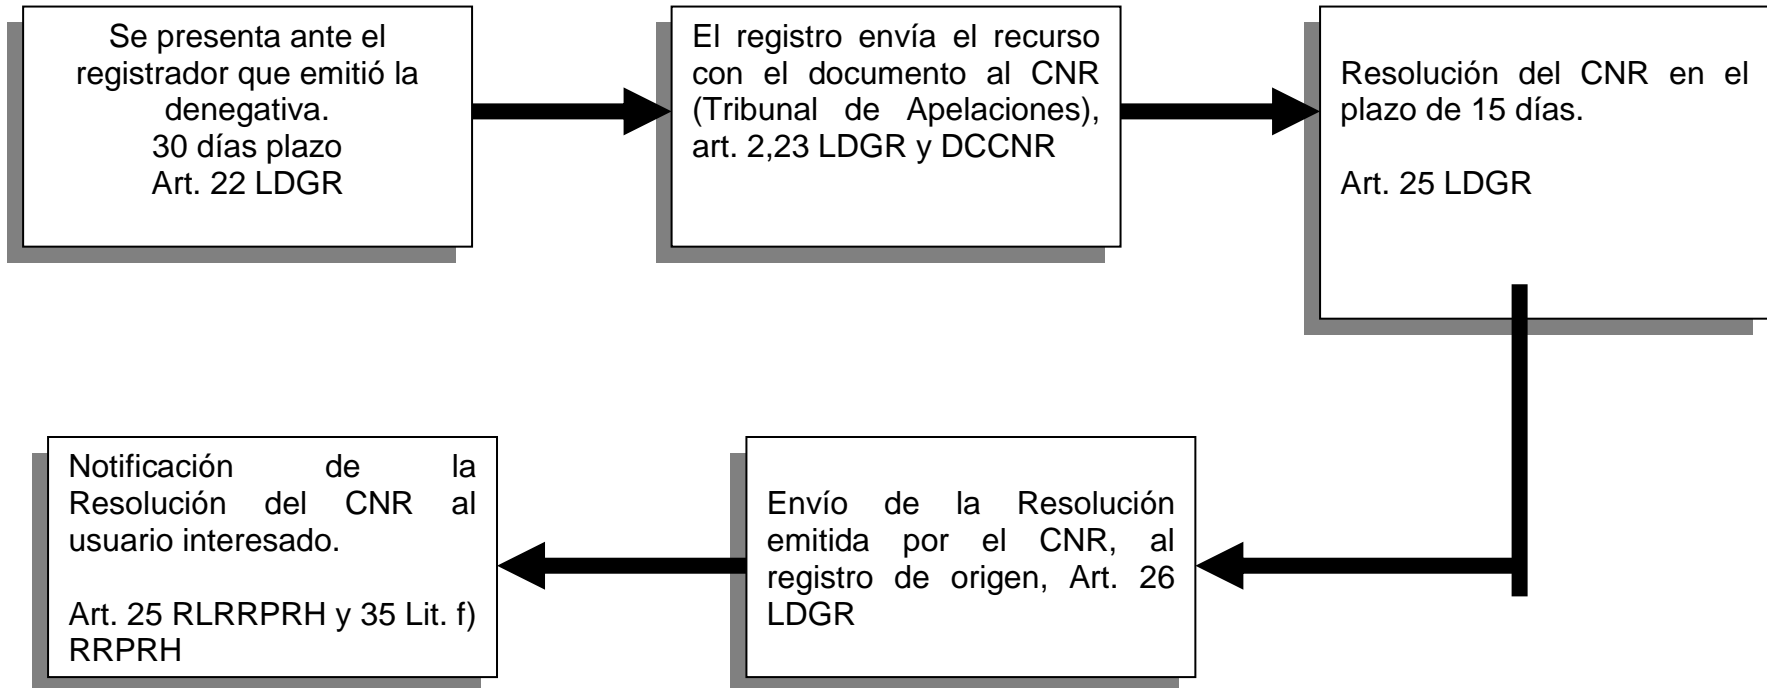 Se presenta ante el
registrador que emitió la
denegativa.
30 días plazo
Art. 22 LDGR
El registro envía el recurso
con el documento al CNR
(Tribunal de Apelaciones),
art. 2,23 LDGR y DCCNR
Resolución del CNR en el
plazo de 15 días.
Art. 25 LDGR
Envío de la Resolución
emitida por el CNR, al
registro de origen, Art. 26
LDGR
Notificación de la
Resolución del CNR al
usuario interesado.
Art. 25 RLRRPRH y 35 Lit. f)
RRPRH